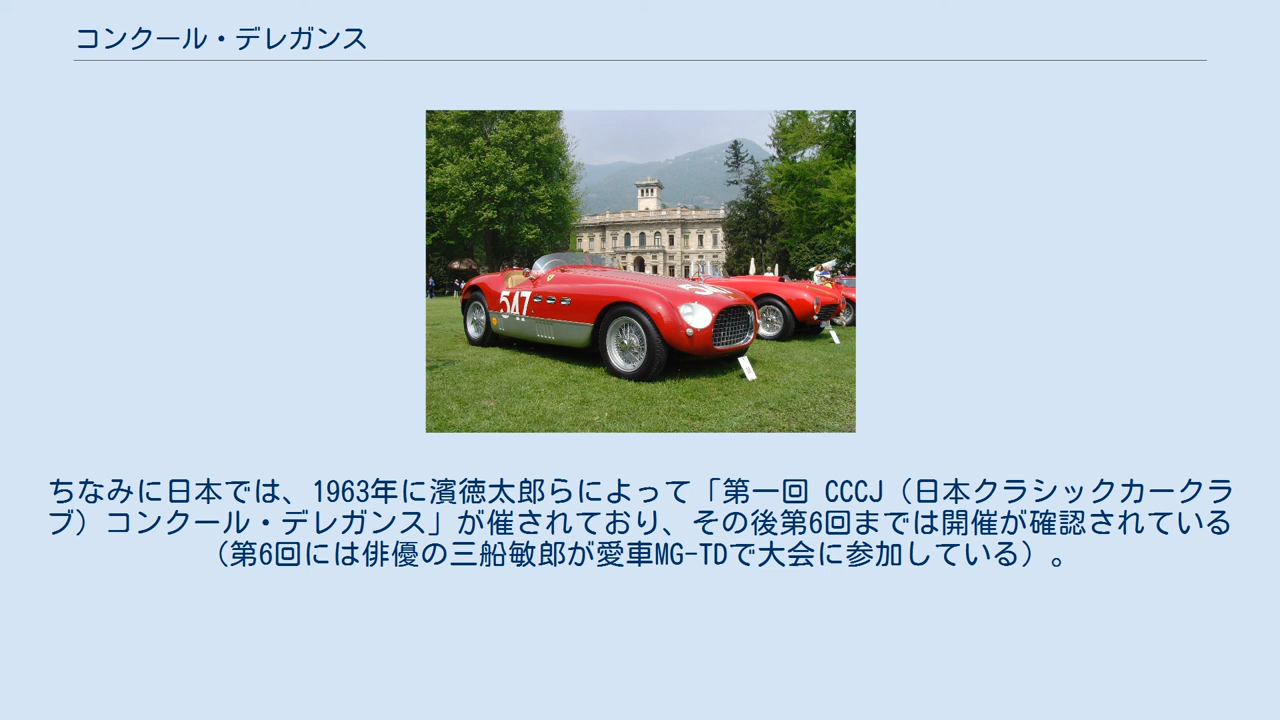 コンクール・デレガンス
547
54
ちなみに日本では、1963年に濱徳太郎らによって「第一回 CCCJ（日本クラシックカークラ
ブ）コンクール・デレガンス」が催されており、その後第6回までは開催が確認されている
（第6回には俳優の三船敏郎が愛車MG-TDで大会に参加している）。